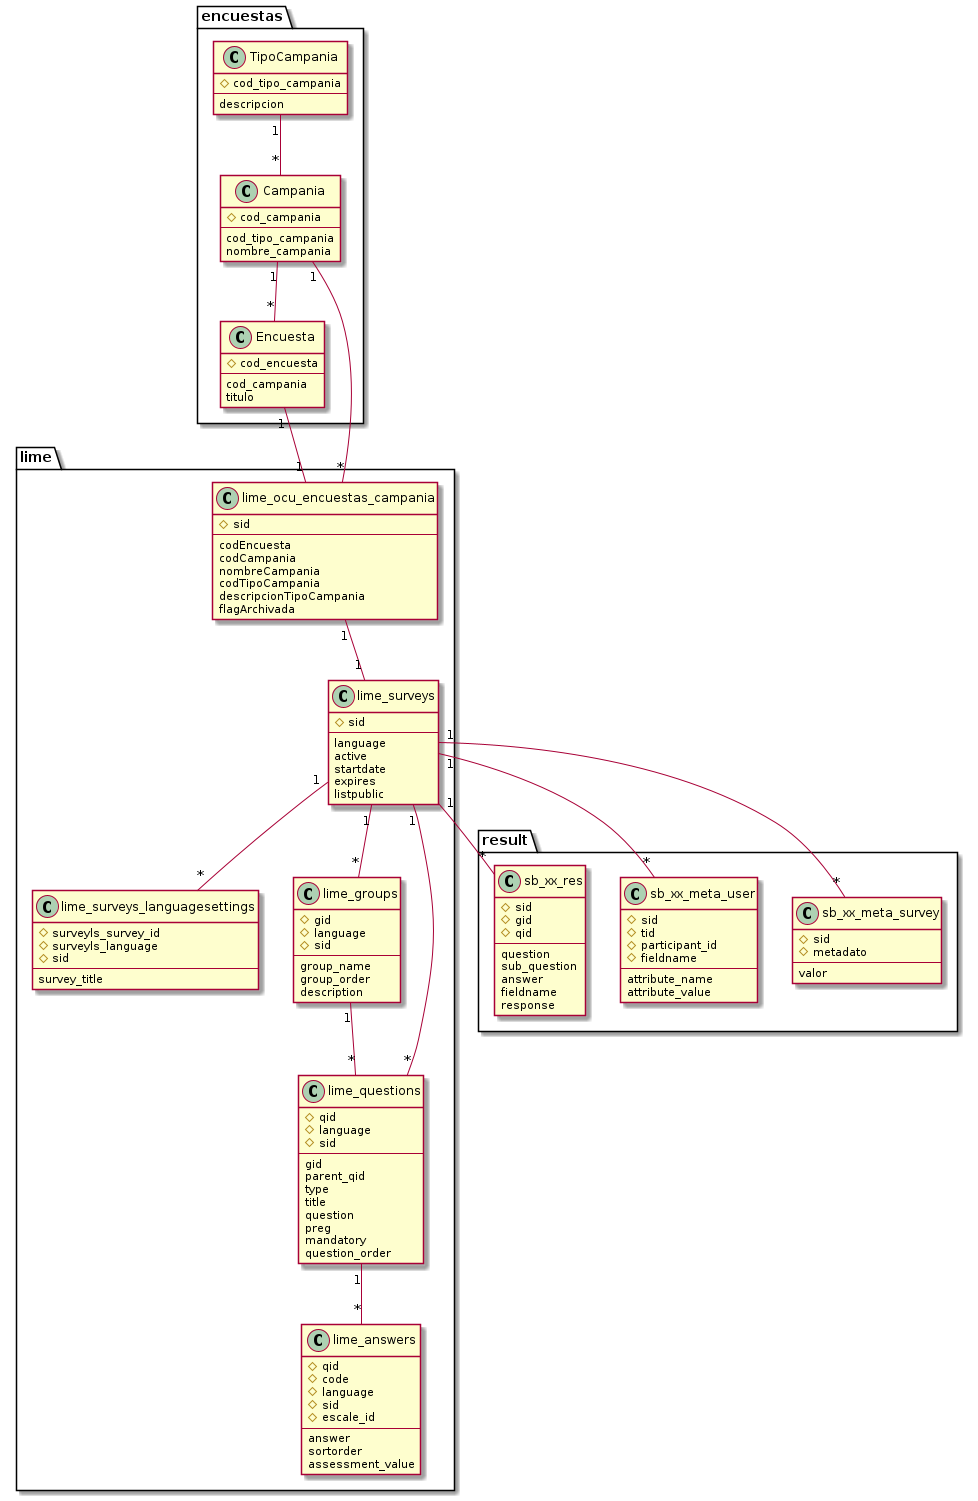 encuestas
C TipoCampania
cod_tipo_campania
descripcion
1
*
C Campania
cod_campania
cod_tipo_campania
nombre_campania
1 1
*
C Encuesta
cod_encuesta
cod_campania
titulo
1
lime
1 *
C lime_ocu_encuestas_campania
sid
codEncuesta
codCampania
nombreCampania
codTipoCampania
descripcionTipoCampania
flagArchivada
1
1
C lime_surveys
sid
language
active
startdate
expires
listpublic
1
1
1
1
1 1
result
* * * * *
C lime_surveys_languagesettings
surveyls_survey_id
surveyls_language
sid
survey_title
C lime_groups
gid
language
sid
group_name
group_order
description
C sb_xx_res
sid
gid
qid
question
sub_question
answer
fieldname
response
C sb_xx_meta_user
sid
tid
participant_id
fieldname
attribute_name
attribute_value
C sb_xx_meta_survey
sid
metadato
valor
1
* *
C lime_questions
qid
language
sid
gid
parent_qid
type
title
question
preg
mandatory
question_order
1
*
C lime_answers
qid
code
language
sid
escale_id
answer
sortorder
assessment_value